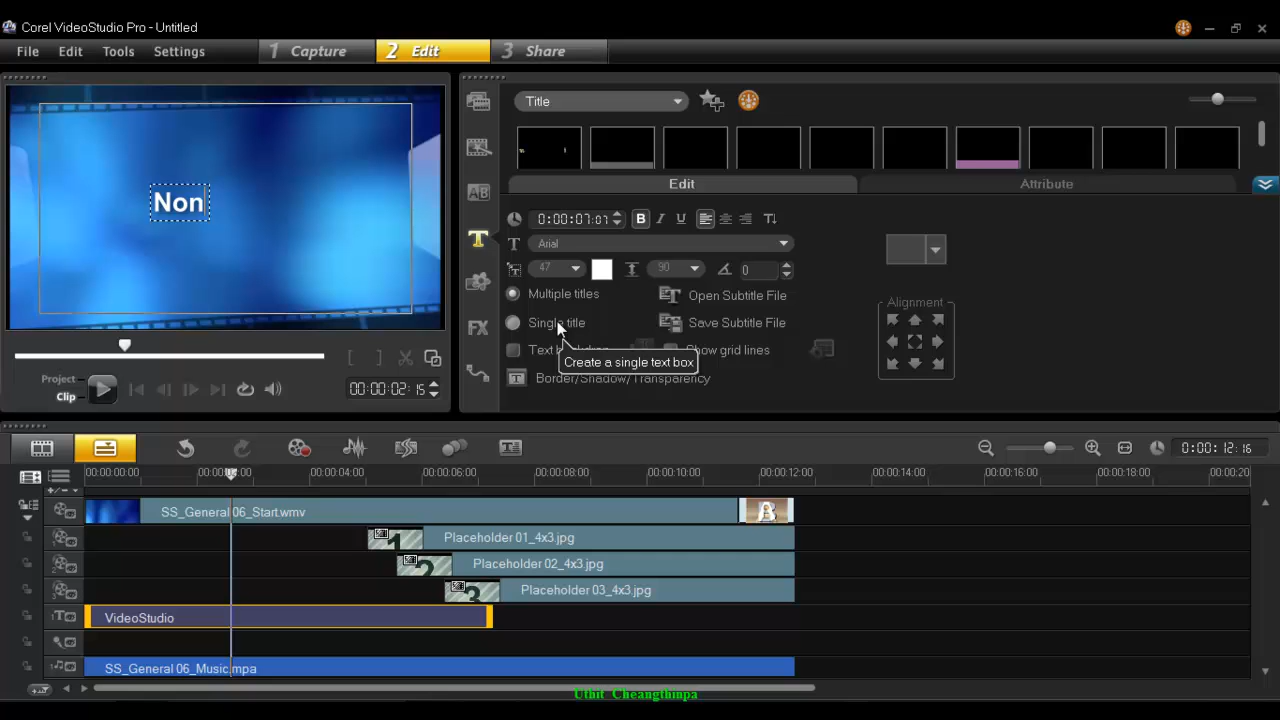 Corel VideoStudio Pro - Untitled
File Edit Tools Settings 1 Capture 2 Edit 3 Share
Title
Non
Edit Attribute
0:00:07:07 B I U
Arial
47 90 0
Multiple titles Open Subtitle File
Alignment
Single title Save Subtitle File
Show grid lines
Create a single text box
Border/Shadow/Transparency
Project
Clip
00:00:02:15
0:00:12:16
00:00:00:00 00:00:04:00 00:00:06:00 00:00:08:00 00:00:10:00 00:00:12:00 00:00:14:00 00:00:16:00 00:00:18:00 00:00:20
SS_General 06_Start.wmv
Placeholder 01_4x3.jpg
Placeholder 02_4x3.jpg
Placeholder 03_4x3.jpg
VideoStudio
SS_General 06_Music.mpa
Uthit_Cheangthinpa